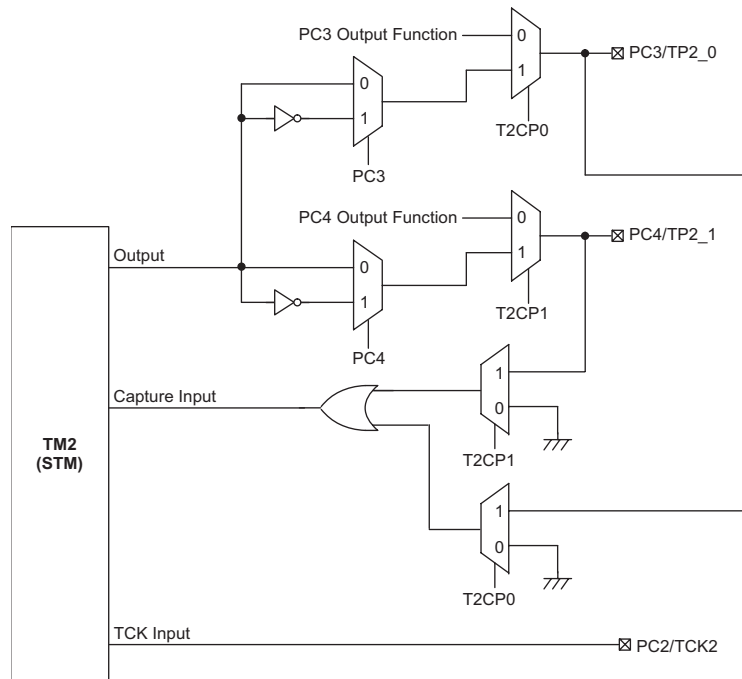 PC3 Output Function
0
PC3/TP2_0
0
1
1
T2CP0
PC3
PC4 Output Function
0
PC4/TP2_1
Output
0
1
1
T2CP1
PC4
1
Capture Input
0
TM2
(STM)
T2CP1
1
0
T2CP0
TCK Input
PC2/TCK2